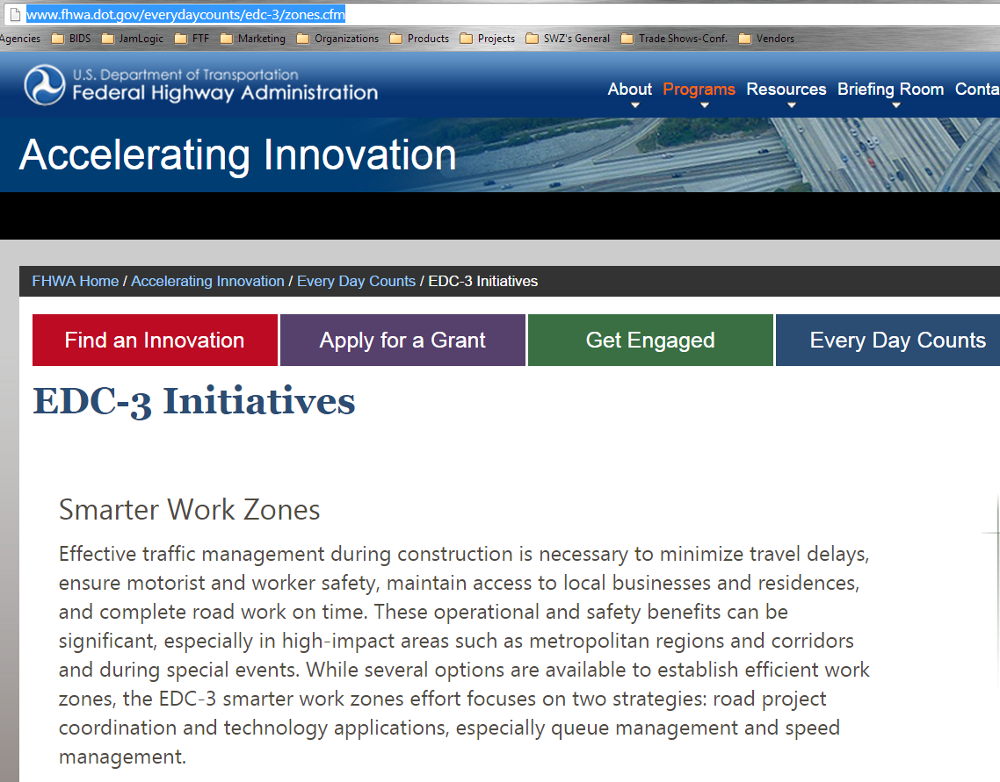 www.fhwa.dot.gov/everydaycounts/edc-3/zones.cfm
Agencies BIDS JamLogic FTF Marketing Organizations Products Projects SWZ's General Trade Shows-Conf. Vendors
U.S. Department of Transportation
Federal Highway Administration
About Programs Resources Briefing Room Conta
Accelerating Innovation
FHWA Home / Accelerating Innovation / Every Day Counts / EDC-3 Initiatives
Find an Innovation Apply for a Grant Get Engaged Every Day Counts
EDC-3 Initiatives
Smarter Work Zones
Effective traffic management during construction is necessary to minimize travel delays,
ensure motorist and worker safety, maintain access to local businesses and residences,
and complete road work on time. These operational and safety benefits can be
significant, especially in high-impact areas such as metropolitan regions and corridors
and during special events. While several options are available to establish efficient work
zones, the EDC-3 smarter work zones effort focuses on two strategies: road project
coordination and technology applications, especially queue management and speed
management.